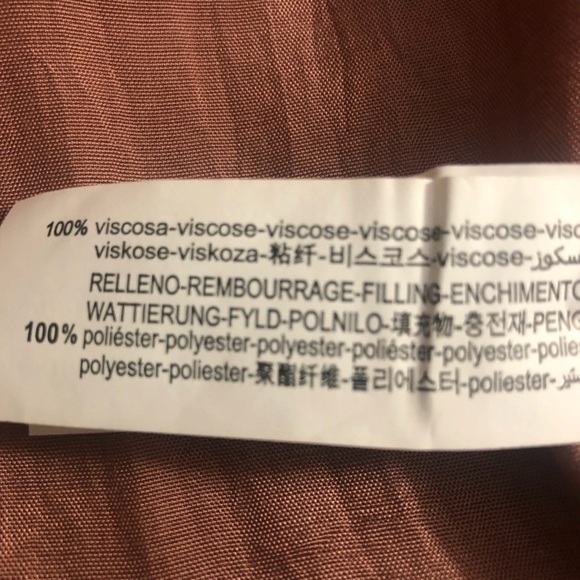 100% viscosa-viscose-viscose-viscose-viscose-visc
viskose-viskoza-粘纤-비스코스-viscose-سكوز
RELLENO-REMBOURRAGE-FILLING-ENCHIMENTO
WATTIERUNG-FYLD-POLNILO-填充物-충전재-PENG
100% poliéster-polyester-polyester-poliéster-polyester-polie
polyester-poliester-聚酯纤维-폴리에스터-poliester-ستير